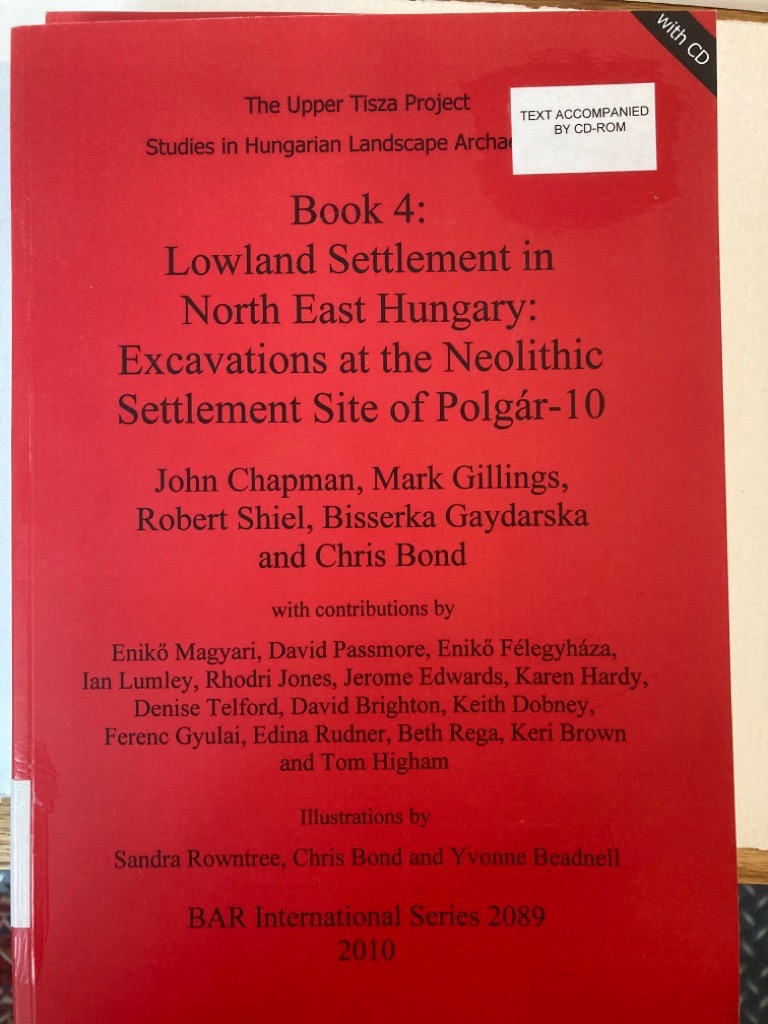 with CD
The Upper Tisza Project
TEXT ACCOMPANIED
BY CD-ROM
Studies in Hungarian Landscape
Book 4:
Lowland Settlement in
North East Hungary:
Excavations at the Neolithic
Settlement Site of Polgár-10
John Chapman, Mark Gillings,
Robert Shiel, Bisserka Gaydarska
and Chris Bond
with contributions by
Enikő Magyari, David Passmore, Enikő Félegyháza,
Ian Lumley, Rhodri Jones, Jerome Edwards, Karen Hardy,
Denise Telford, David Brighton, Keith Dobney,
Ferenc Gyulai, Edina Rudner, Beth Rega, Keri Brown
and Tom Higham
Illustrations by
Sandra Rowntree, Chris Bond and Yvonne Beadnell
BAR International Series 2089
2010